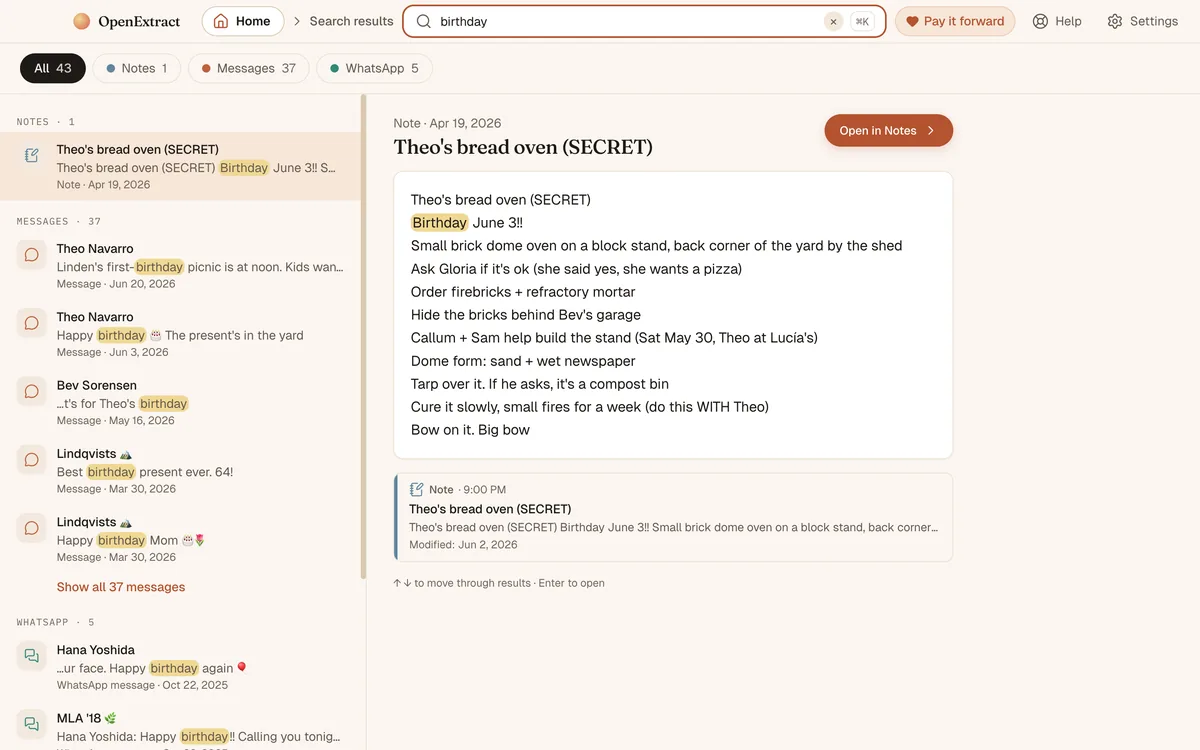 OpenExtract
Home
Search results
birthday
⌘K
Pay it forward
Help
Settings
All 43
Notes 1
Messages 37
WhatsApp 5
NOTES · 1
Theo's bread oven (SECRET)
Theo's bread oven (SECRET) Birthday June 3!! S...
Note · Apr 19, 2026
MESSAGES · 37
Theo Navarro
Linden's first-birthday picnic is at noon. Kids wan...
Message · Jun 20, 2026
Theo Navarro
Happy birthday 🎂 The present's in the yard
Message · Jun 3, 2026
Bev Sorensen
...t's for Theo's birthday
Message · May 16, 2026
Lindqvists 🏔️
Best birthday present ever. 64!
Message · Mar 30, 2026
Lindqvists 🏔️
Happy birthday Mom 🎂🌷
Message · Mar 30, 2026
Show all 37 messages
WHATSAPP · 5
Hana Yoshida
...ur face. Happy birthday again 🎈
WhatsApp message · Oct 22, 2025
MLA '18 🌿
Hana Yoshida: Happy birthday!! Calling you tonig...
Note · Apr 19, 2026
Theo's bread oven (SECRET)
Open in Notes
Theo's bread oven (SECRET)
Birthday June 3!!
Small brick dome oven on a block stand, back corner of the yard by the shed
Ask Gloria if it's ok (she said yes, she wants a pizza)
Order firebricks + refractory mortar
Hide the bricks behind Bev's garage
Callum + Sam help build the stand (Sat May 30, Theo at Lucía's)
Dome form: sand + wet newspaper
Tarp over it. If he asks, it's a compost bin
Cure it slowly, small fires for a week (do this WITH Theo)
Bow on it. Big bow
Note · 9:00 PM
Theo's bread oven (SECRET)
Theo's bread oven (SECRET) Birthday June 3!! Small brick dome oven on a block stand, back corner...
Modified: Jun 2, 2026
↑↓ to move through results · Enter to open